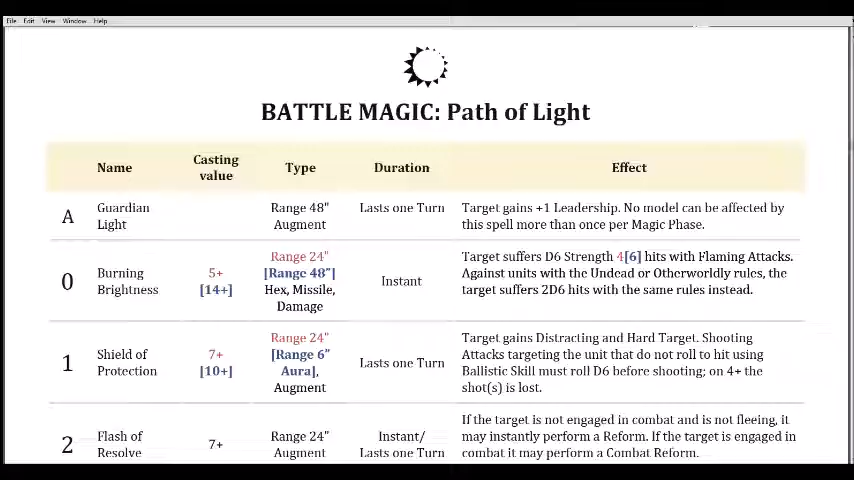 File Edit View Window Help
BATTLE MAGIC: Path of Light
Name
Casting
value
Type
Duration
Effect
A
Guardian
Light
Range 48"
Augment
Lasts one Turn
Target gains +1 Leadership. No model can be affected by
this spell more than once per Magic Phase.
0
Burning
Brightness
5+
[14+]
Range 24"
[Range 48"]
Hex, Missile,
Damage
Instant
Target suffers D6 Strength 4[6] hits with Flaming Attacks.
Against units with the Undead or Otherworldly rules, the
target suffers 2D6 hits with the same rules instead.
1
Shield of
Protection
7+
[10+]
Range 24"
[Range 6"
Aura],
Augment
Lasts one Turn
Target gains Distracting and Hard Target. Shooting
Attacks targeting the unit that do not roll to hit using
Ballistic Skill must roll D6 before shooting; on 4+ the
shot(s) is lost.
2
Flash of
Resolve
7+
Range 24"
Augment
Instant/
Lasts one Turn
If the target is not engaged in combat and is not fleeing, it
may instantly perform a Reform. If the target is engaged in
combat it may perform a Combat Reform.